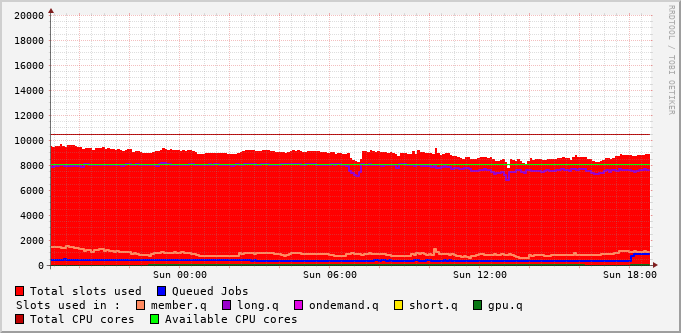 20000
18000
16000
14000
12000
10000
8000
6000
4000
2000
0
Sun 00:00 Sun 06:00 Sun 12:00 Sun 18:00
RRDTOOL / TOBI OETIKER
Total slots used Queued Jobs
Slots used in : member.q long.q ondemand.q short.q gpu.q
Total CPU cores Available CPU cores